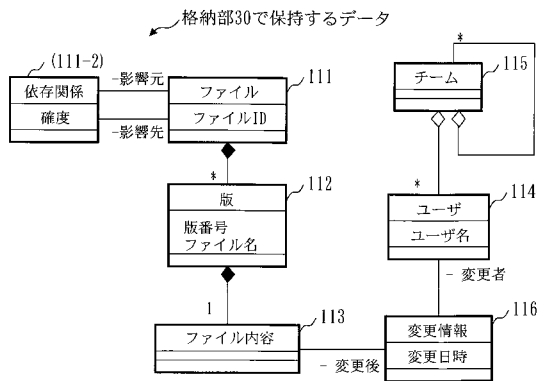 格納部30で保持するデータ
(111-2)
依存関係
確度
-影響元
-影響先
111
ファイル
ファイルID
*
115
チーム
*
112
版
版番号
ファイル名
*
114
ユーザ
ユーザ名
- 変更者
1
113
ファイル内容
- 変更後
116
変更情報
変更日時